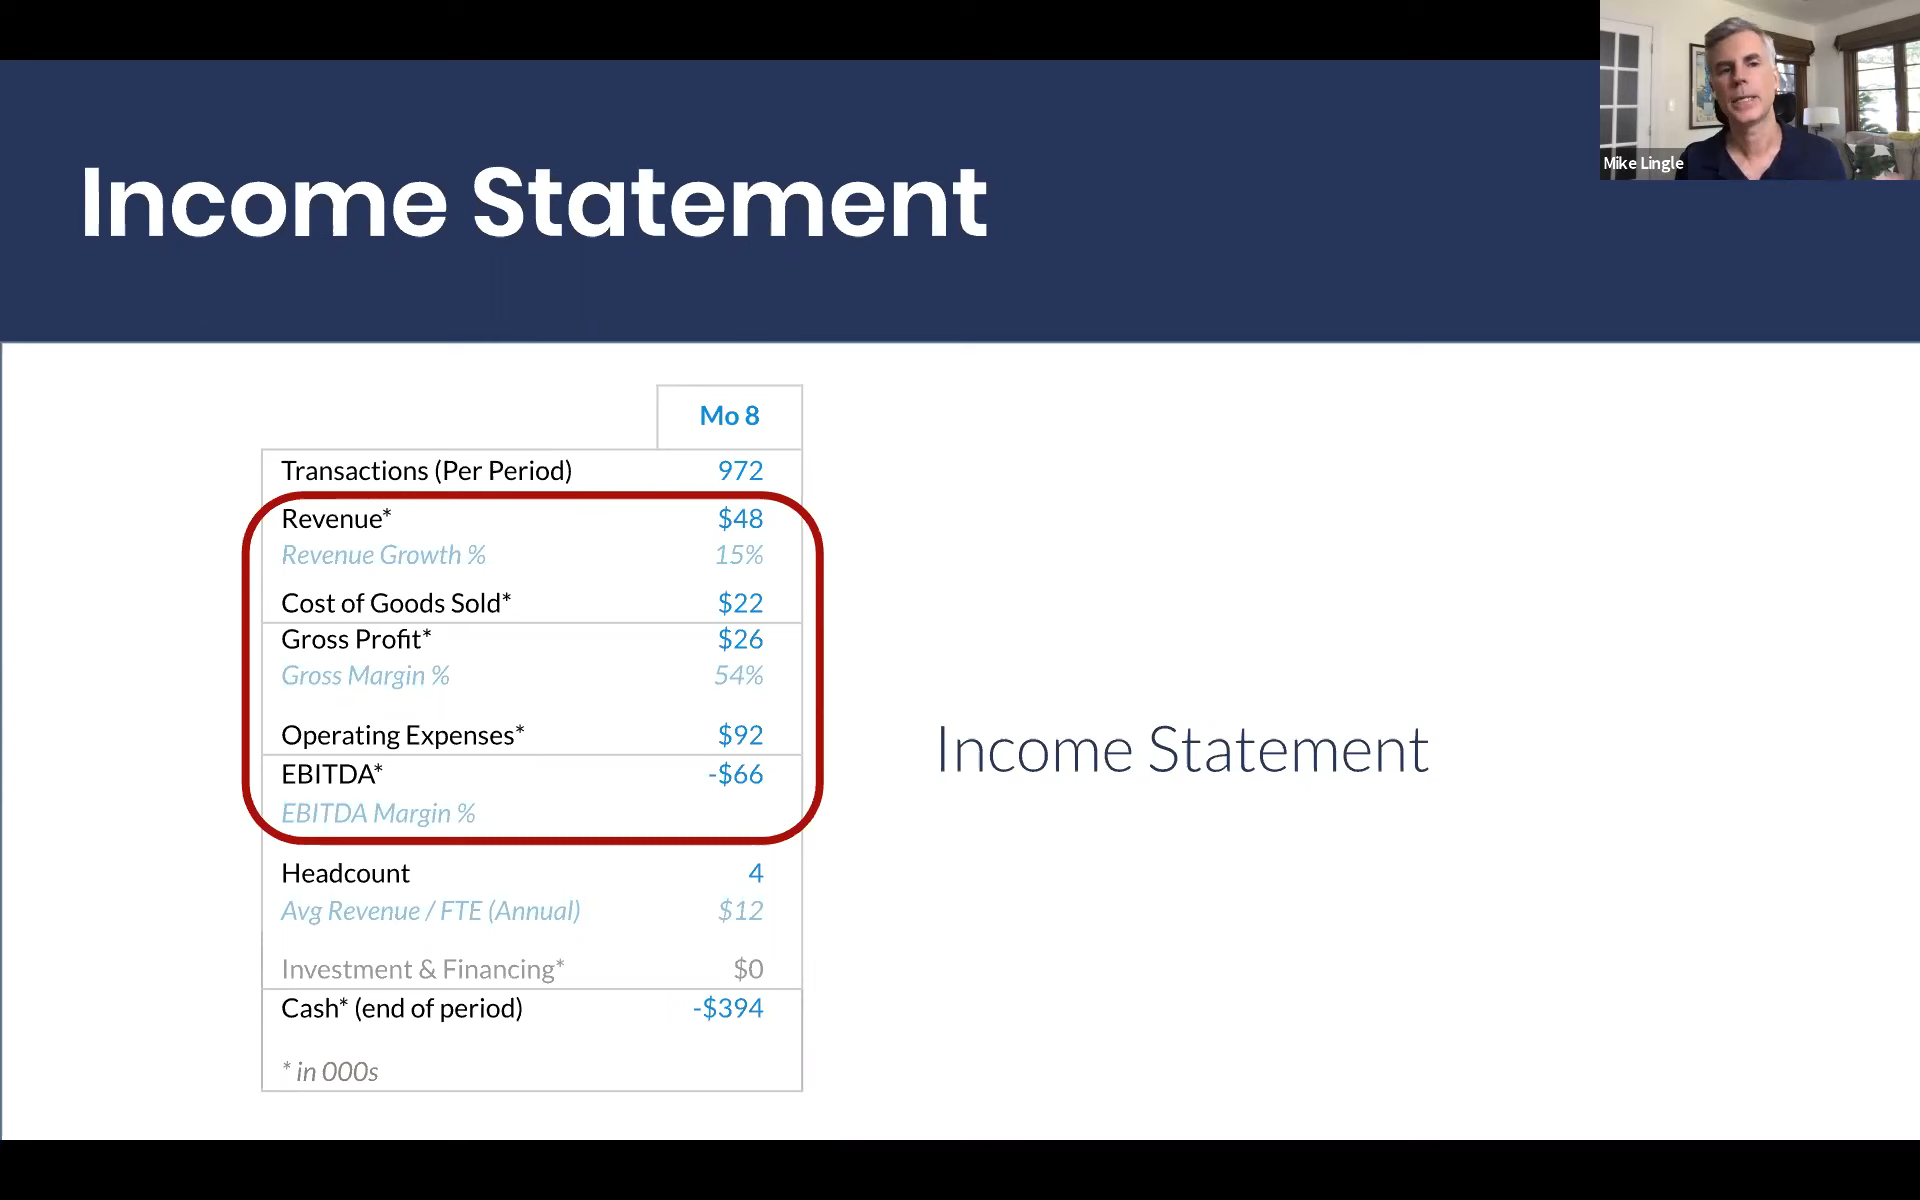 Mike Lingle
Income Statement
Mo 8
Transactions (Per Period) 972
Revenue* $48
Revenue Growth % 15%
Cost of Goods Sold* $22
Gross Profit* $26
Gross Margin % 54%
Operating Expenses* $92
EBITDA* -$66
EBITDA Margin %
Headcount 4
Avg Revenue / FTE (Annual) $12
Investment & Financing* $0
Cash* (end of period) -$394
* in 000s
Income Statement